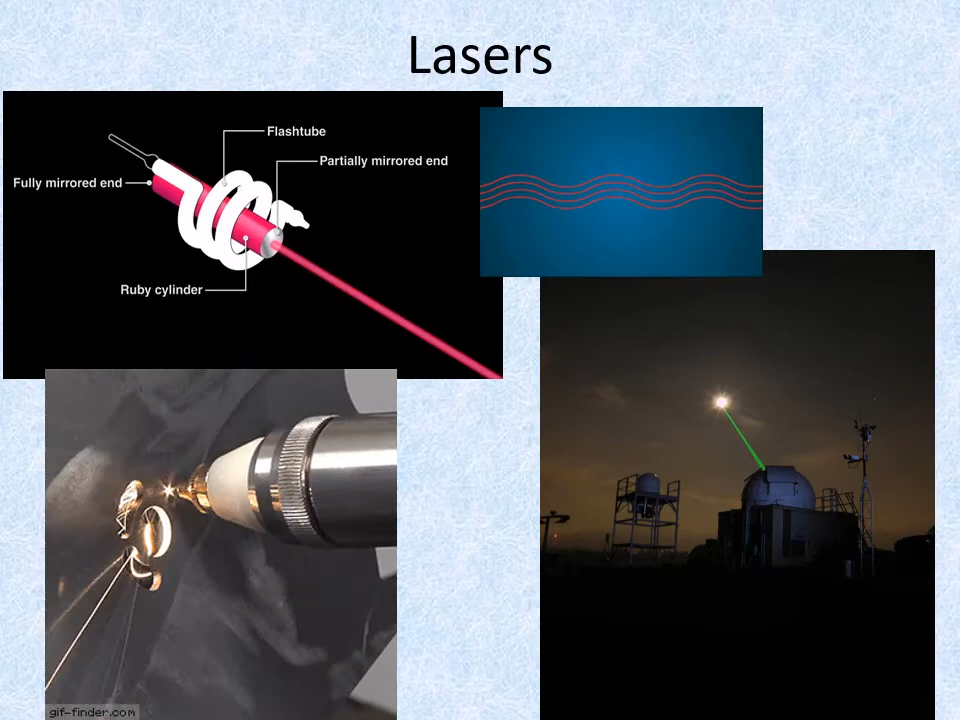 Lasers
Flashtube
Partially mirrored end
Fully mirrored end
Ruby cylinder
gif-finder.com